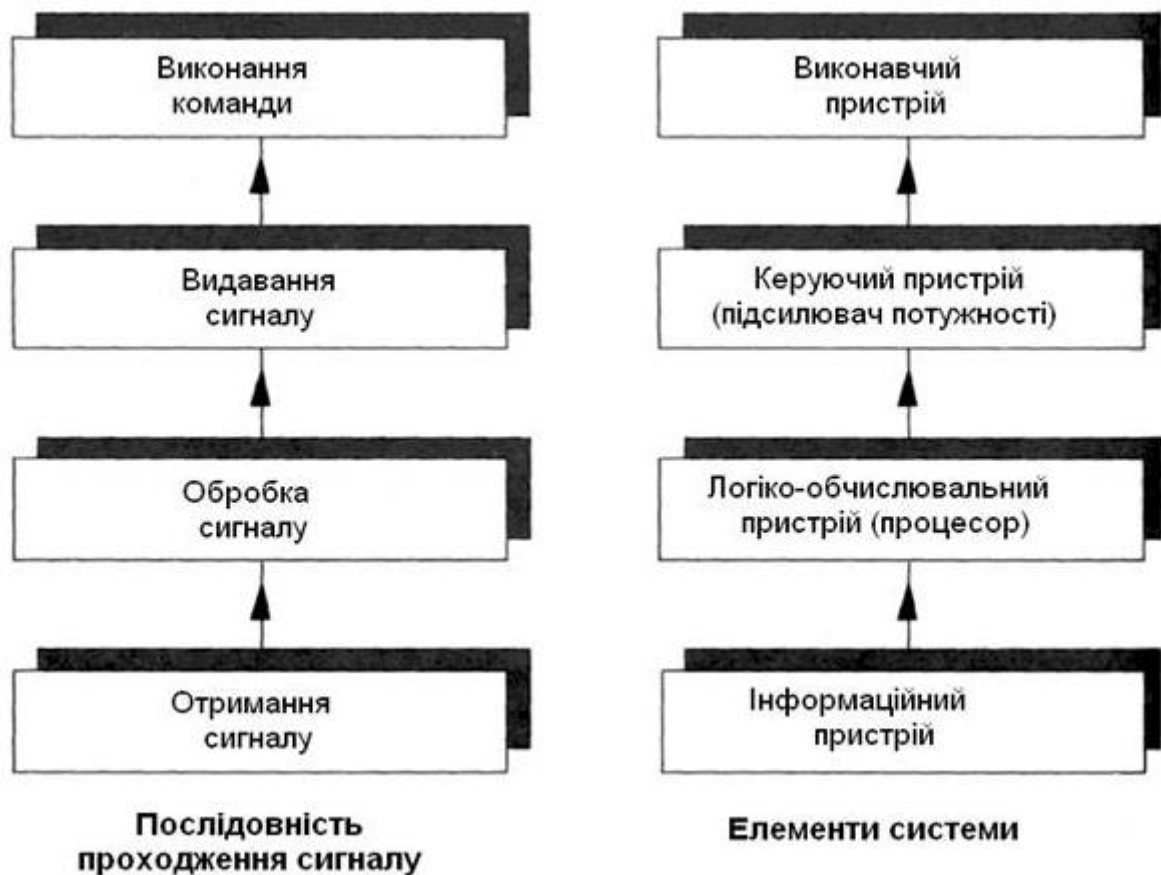 Виконання
команди
Видавання
сигналу
Обробка
сигналу
Отримання
сигналу
Послідовність
проходження сигналу
Виконавчий
пристрій
Керуючий пристрій
(підсилювач потужності)
Логіко-обчислювальний
пристрій (процесор)
Інформаційний
пристрій
Елементи системи